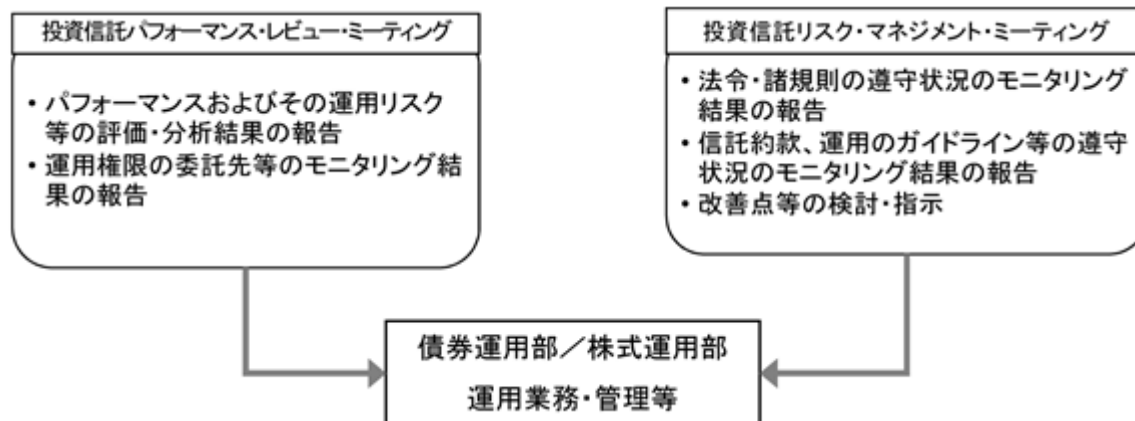 投資信託パフォーマンス・レビュー・ミーティング
・パフォーマンスおよびその運用リスク
等の評価・分析結果の報告
・運用権限の委託先等のモニタリング結
果の報告
投資信託リスク・マネジメント・ミーティング
・法令・諸規則の遵守状況のモニタリング
結果の報告
・信託約款、運用のガイドライン等の遵守
状況のモニタリング結果の報告
・改善点等の検討・指示
債券運用部／株式運用部
運用業務・管理等